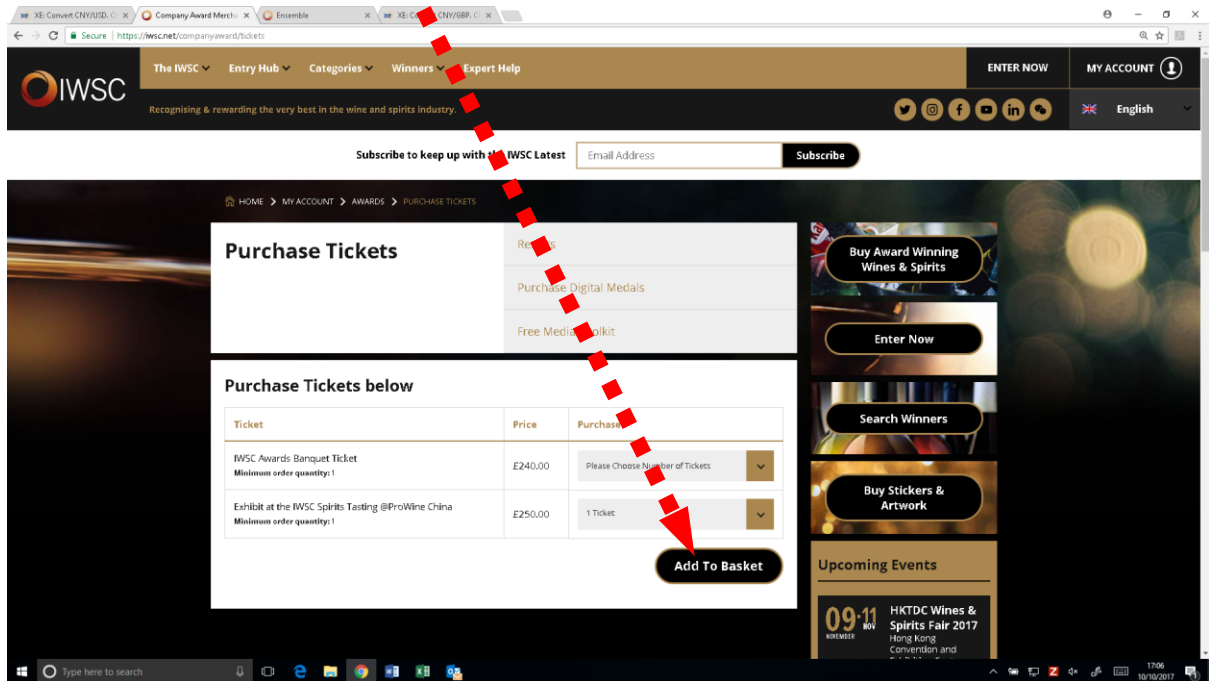 XE: Convert CNY/USD. C
Company Award Merch
Ensemble
XE: CNY/GBP. C
Secure | https://iwsc.net/companyaward/tickets
The IWSC Entry Hub Categories Winners Expert Help
ENTER NOW
MY ACCOUNT
IWSC
Recognising & rewarding the very best in the wine and spirits industry.
English
Subscribe to keep up with the IWSC Latest
Email Address
Subscribe
HOME > MY ACCOUNT > AWARDS > PURCHASE TICKETS
Purchase Tickets
Purchase Digital Medals
Free Media Toolkit
Purchase Tickets below
Ticket Price Purchase
IWSC Awards Banquet Ticket
Minimum order quantity: 1
£240.00
Please Choose Number of Tickets
Exhibit at the IWSC Spirits Tasting @ProWine China
Minimum order quantity: 1
£250.00
1 Ticket
Add To Basket
Buy Award Winning
Wines & Spirits
Enter Now
Search Winners
Buy Stickers &
Artwork
Upcoming Events
09-11
NOVEMBER
NOV
HKTDC Wines &
Spirits Fair 2017
Hong Kong
Convention and
Type here to search
17:06
10/10/2017